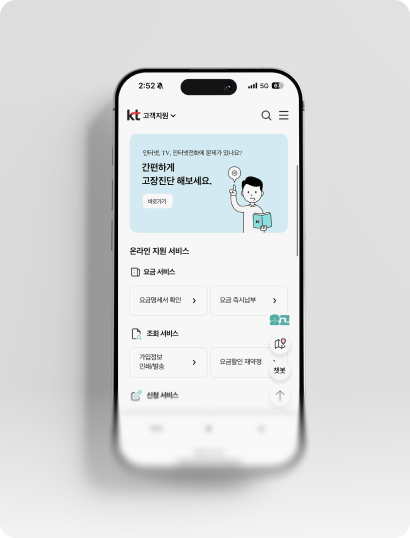 2:52
5G
kt 고객지원
인터넷, TV, 인터넷전화에 문제가 있나요?
간편하게
고장진단 해보세요.
바로가기
온라인 지원 서비스
요금 서비스
요금명세서 확인
요금 즉시납부
조회 서비스
가입정보
인쇄/발송
요금할인 재약정
챗봇
신청 서비스